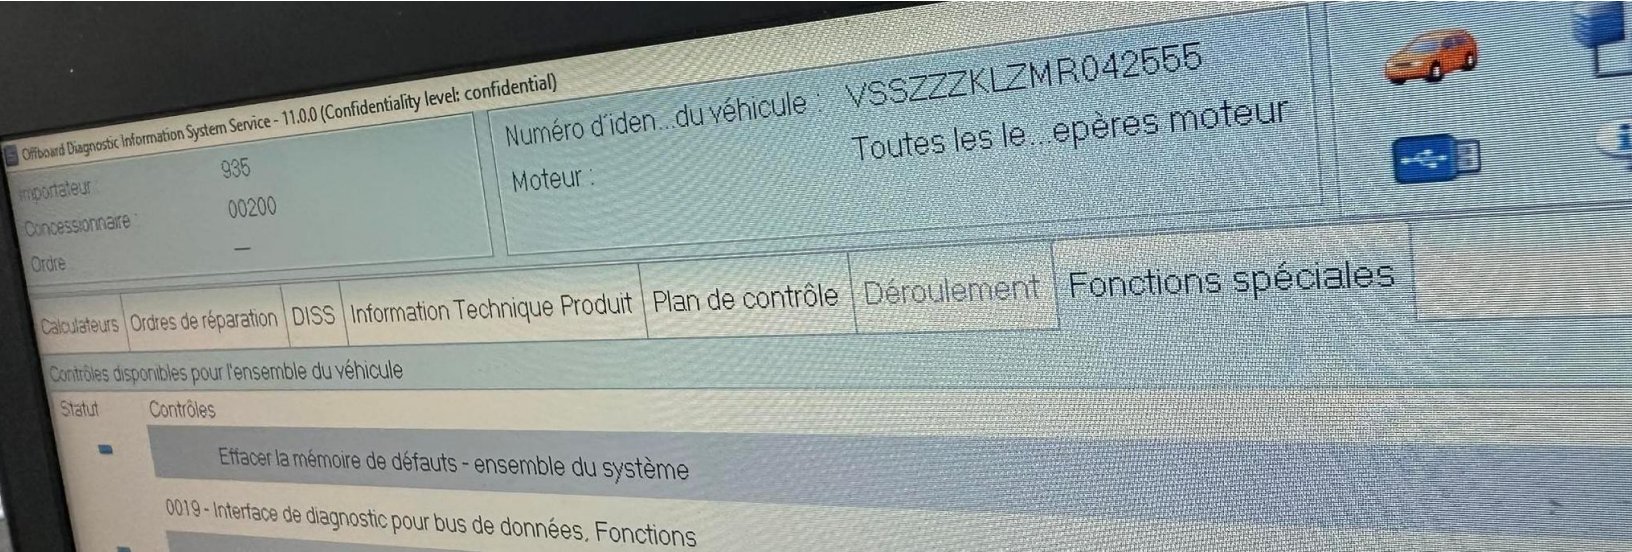 Offboard Diagnostic Information System Service - 11.0.0 (Confidentiality level: confidential)
Importateur : 935
Concessionnaire : 00200
Ordre —
Numéro d'iden...du véhicule : VSSZZZKLZMR042555
Moteur : Toutes les le...epères moteur
Calculateurs Ordres de réparation DISS Information Technique Produit Plan de contrôle Déroulement Fonctions spéciales
Contrôles disponibles pour l'ensemble du véhicule
Statut Contrôles
Effacer la mémoire de défauts - ensemble du système
0019 - Interface de diagnostic pour bus de données, Fonctions